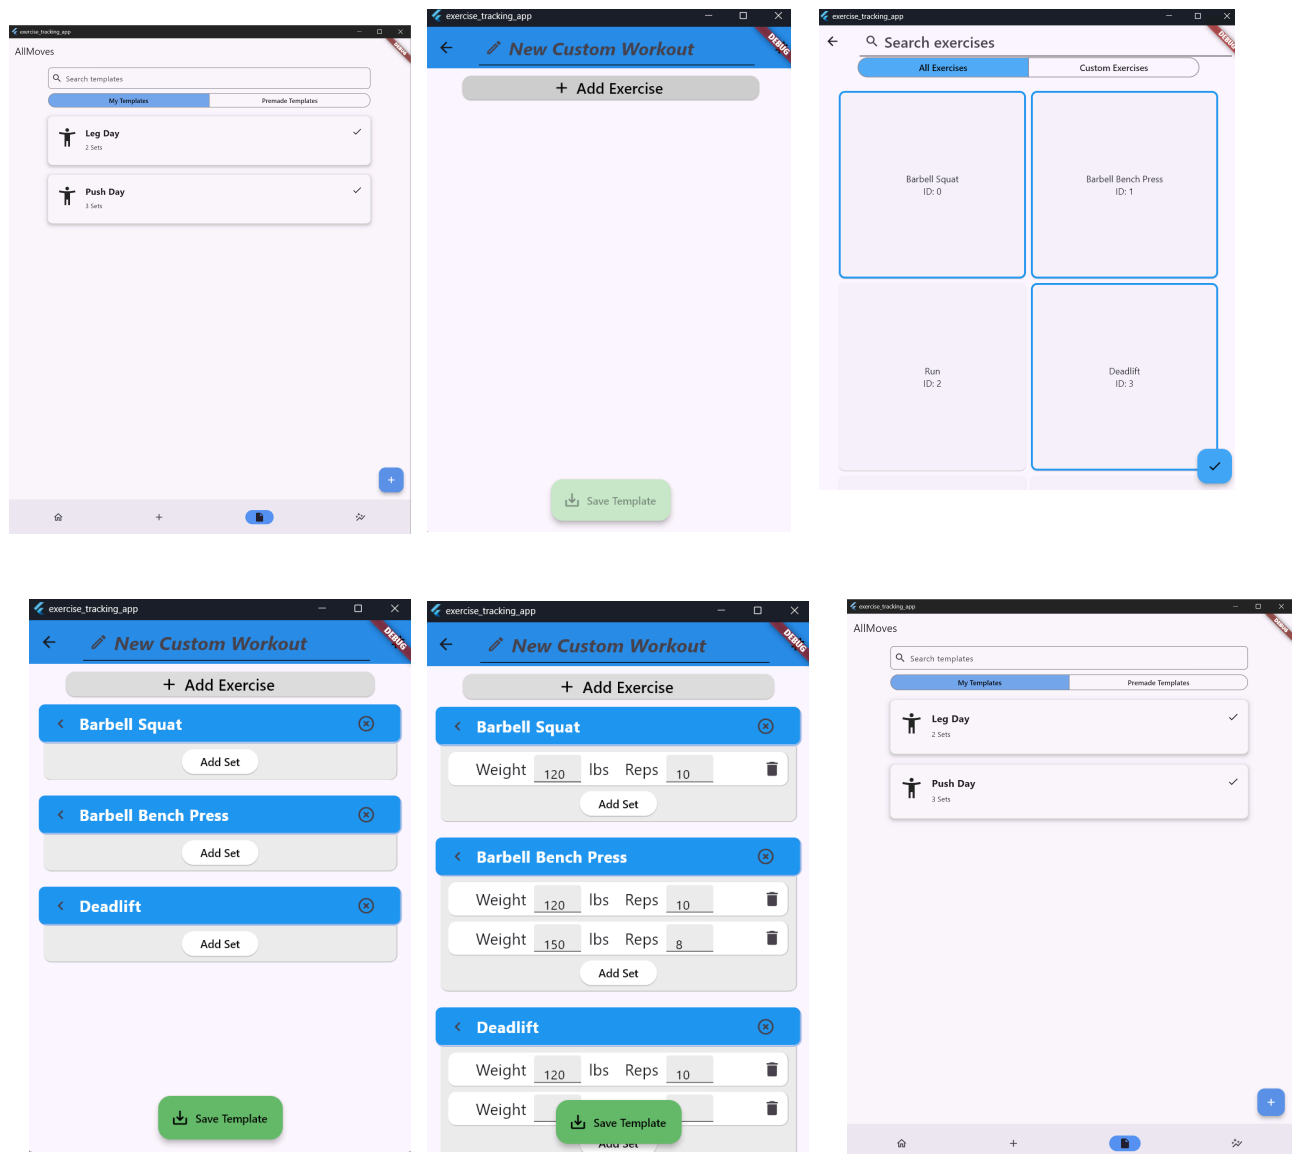 exercise_tracking_app
DEBUG
AllMoves
Search templates
My Templates Premade Templates
Leg Day
2 Sets
Push Day
3 Sets
exercise_tracking_app
DEBUG
New Custom Workout
+ Add Exercise
Save Template
exercise_tracking_app
DEBUG
Search exercises
All Exercises Custom Exercises
Barbell Squat
ID: 0
Barbell Bench Press
ID: 1
Run
ID: 2
Deadlift
ID: 3
exercise_tracking_app
DEBUG
New Custom Workout
+ Add Exercise
Barbell Squat
Add Set
Barbell Bench Press
Add Set
Deadlift
Add Set
Save Template
exercise_tracking_app
DEBUG
New Custom Workout
+ Add Exercise
Barbell Squat
Weight 120 lbs Reps 10
Add Set
Barbell Bench Press
Weight 120 lbs Reps 10
Weight 150 lbs Reps 8
Add Set
Deadlift
Weight 120 lbs Reps 10
Weight
Save Template
Add Set
exercise_tracking_app
DEBUG
AllMoves
Search templates
My Templates Premade Templates
Leg Day
2 Sets
Push Day
3 Sets